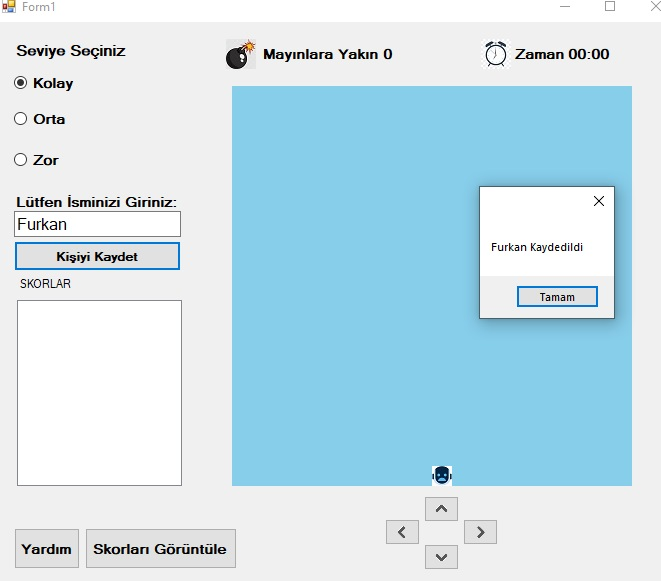 Form1
Seviye Seçiniz
Mayınlara Yakın 0
Zaman 00:00
Kolay
Orta
Zor
Lütfen İsminizi Giriniz:
Furkan
Kişiyi Kaydet
SKORLAR
Furkan Kaydedildi
Tamam
Yardım
Skorları Görüntüle